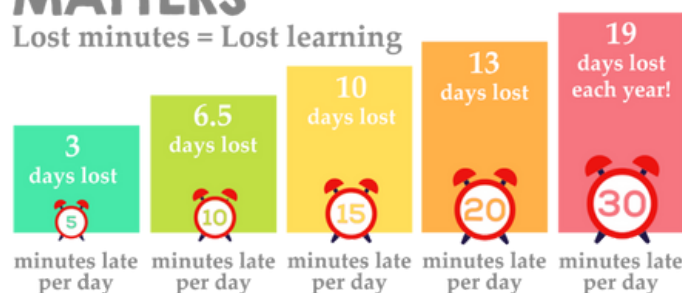 MATTERS
Lost minutes = Lost learning
3
days lost
5
minutes late
per day
6.5
days lost
10
minutes late
per day
10
days lost
15
minutes late
per day
13
days lost
20
minutes late
per day
19
days lost
each year!
30
minutes late
per day